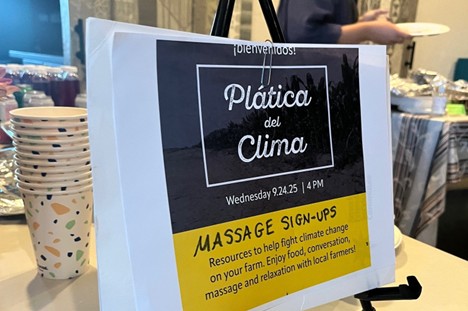 ¡bienvenidos!
Plática
del
Clima
Wednesday 9.24.25 | 4 PM
MASSAGE SIGN-UPS
Resources to help fight climate change
on your farm. Enjoy food, conversation,
massage and relaxation with local farmers!